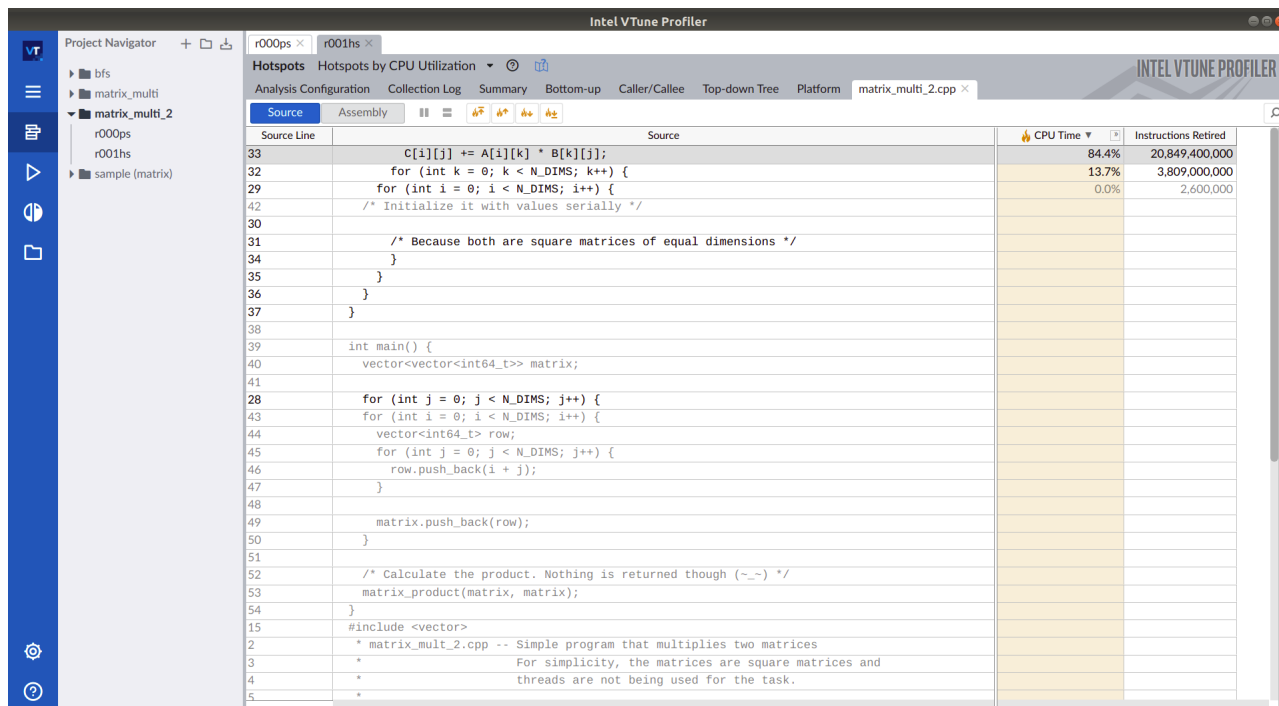 Intel VTune Profiler
VT
Project Navigator
bfs
matrix_multi
matrix_multi_2
r000ps
r001hs
sample (matrix)
r000ps × r001hs ×
Hotspots Hotspots by CPU Utilization
INTEL VTUNE PROFILER
Analysis Configuration Collection Log Summary Bottom-up Caller/Callee Top-down Tree Platform matrix_multi_2.cpp ×
Source Assembly
Source Line Source CPU Time Instructions Retired
33 C[i][j] += A[i][k] * B[k][j]; 84.4% 20,849,400,000
32 for (int k = 0; k < N_DIMS; k++) { 13.7% 3,809,000,000
29 for (int i = 0; i < N_DIMS; i++) { 0.0% 2,600,000
42 /* Initialize it with values serially */
30
31 /* Because both are square matrices of equal dimensions */
34 }
35 }
36 }
37 }
38
39 int main() {
40 vector<vector<int64_t>> matrix;
41
28 for (int j = 0; j < N_DIMS; j++) {
43 for (int i = 0; i < N_DIMS; i++) {
44 vector<int64_t> row;
45 for (int j = 0; j < N_DIMS; j++) {
46 row.push_back(i + j);
47 }
48
49 matrix.push_back(row);
50 }
51
52 /* Calculate the product. Nothing is returned though (~_~) */
53 matrix_product(matrix, matrix);
54 }
15 #include <vector>
2 * matrix_mult_2.cpp -- Simple program that multiplies two matrices
3 * For simplicity, the matrices are square matrices and
4 * threads are not being used for the task.
5 *